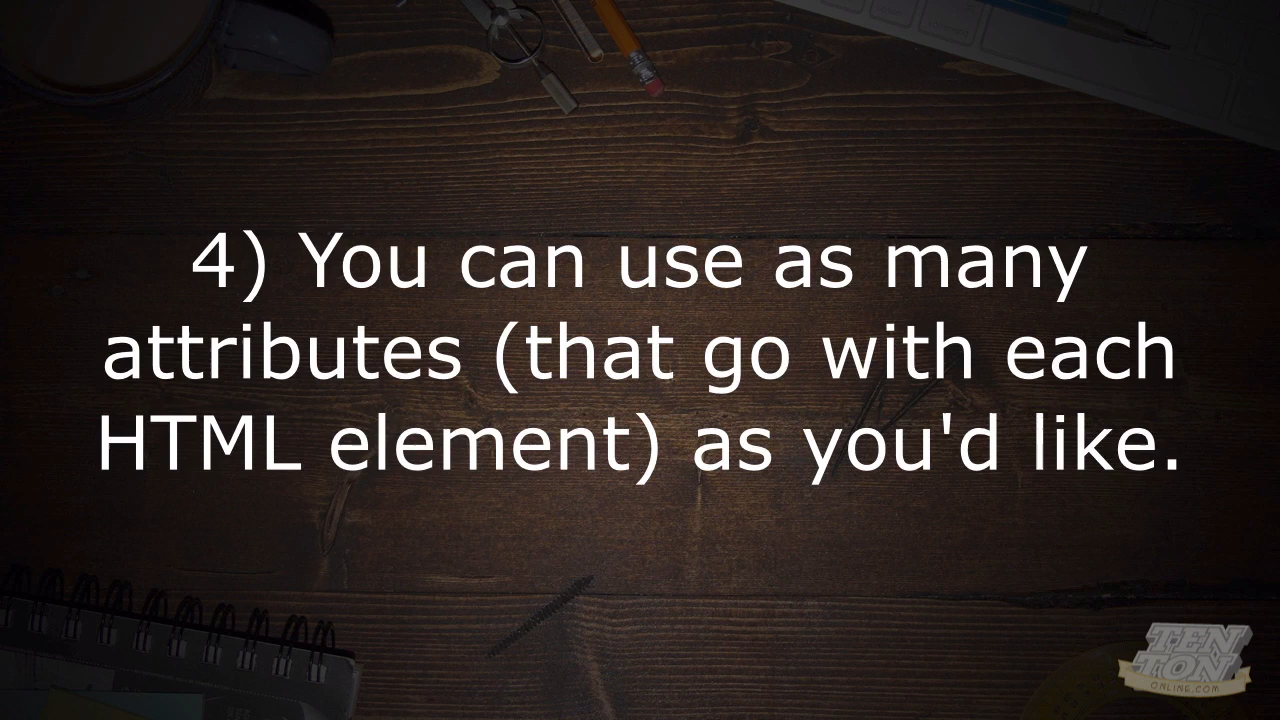 4) You can use as many
attributes (that go with each
HTML element) as you'd like.
TEN
TON
ONLINE.COM